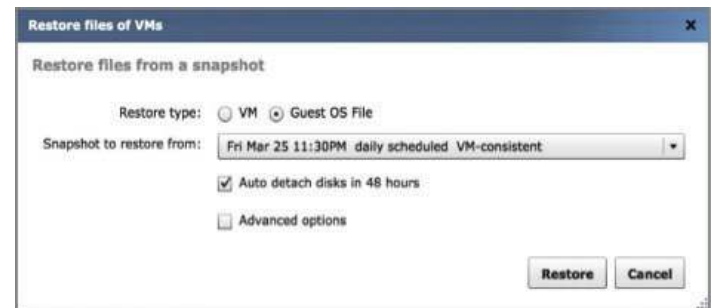 Restore files of VMs
Restore files from a snapshot
Restore type: VM Guest OS File
Snapshot to restore from: Fri Mar 25 11:30PM daily scheduled VM-consistent
Auto detach disks in 48 hours
Advanced options
Restore Cancel